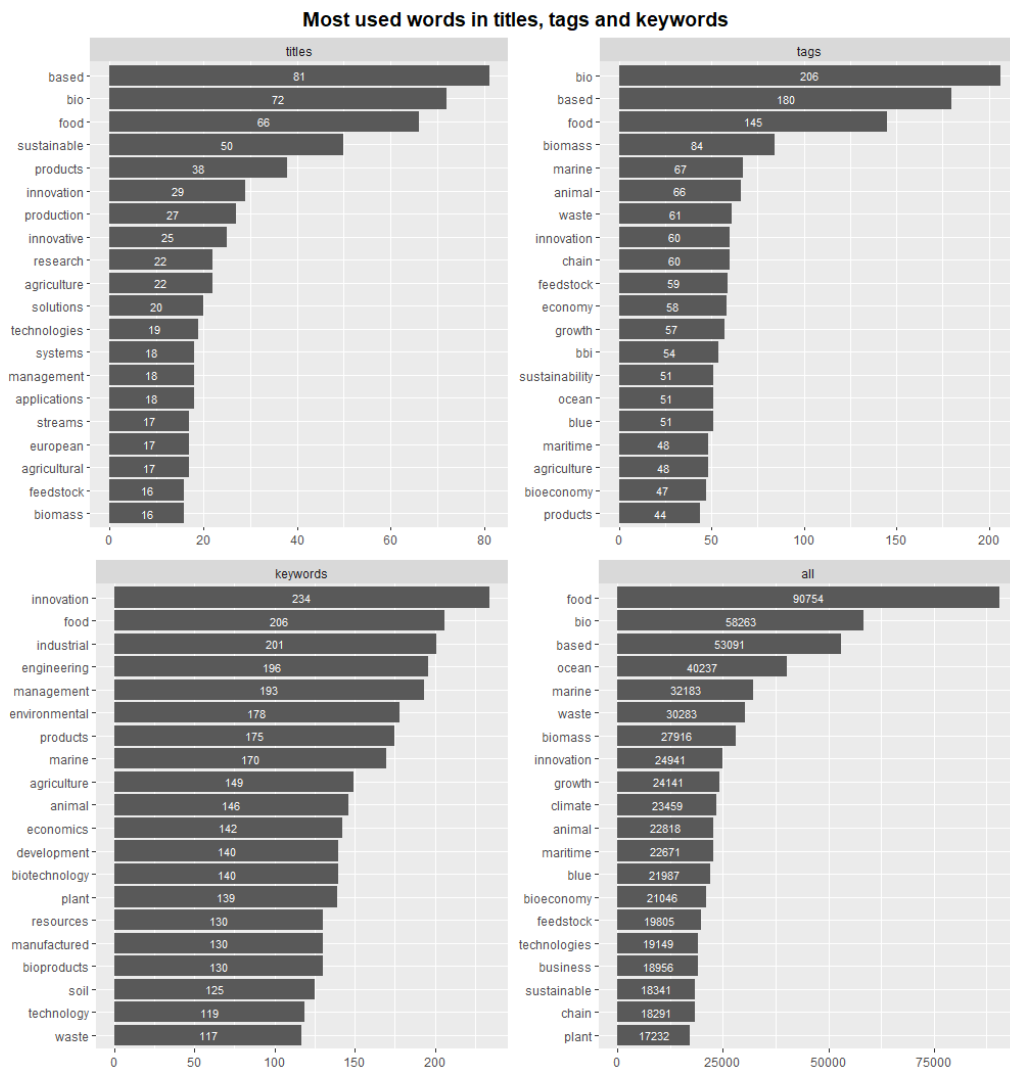 Most used words in titles, tags and keywords
titles
based 81
bio 72
food 66
sustainable 50
products 38
innovation 29
production 27
innovative 25
research 22
agriculture 22
solutions 20
technologies 19
systems 18
management 18
applications 18
streams 17
european 17
agricultural 17
feedstock 16
biomass 16
0 20 40 60 80
tags
bio 206
based 180
food 145
biomass 84
marine 67
animal 66
waste 61
innovation 60
chain 60
feedstock 59
economy 58
growth 57
bbi 54
sustainability 51
ocean 51
blue 51
maritime 48
agriculture 48
bioeconomy 47
products 44
0 50 100 150 200
keywords
innovation 234
food 206
industrial 201
engineering 196
management 193
environmental 178
products 175
marine 170
agriculture 149
animal 146
economics 142
development 140
biotechnology 140
plant 139
resources 130
manufactured 130
bioproducts 130
soil 125
technology 119
waste 117
0 50 100 150 200
all
food 90754
bio 58263
based 53091
ocean 40237
marine 32183
waste 30283
biomass 27916
innovation 24941
growth 24141
climate 23459
animal 22818
maritime 22671
blue 21987
bioeconomy 21046
feedstock 19805
technologies 19149
business 18956
sustainable 18341
chain 18291
plant 17232
0 25000 50000 75000